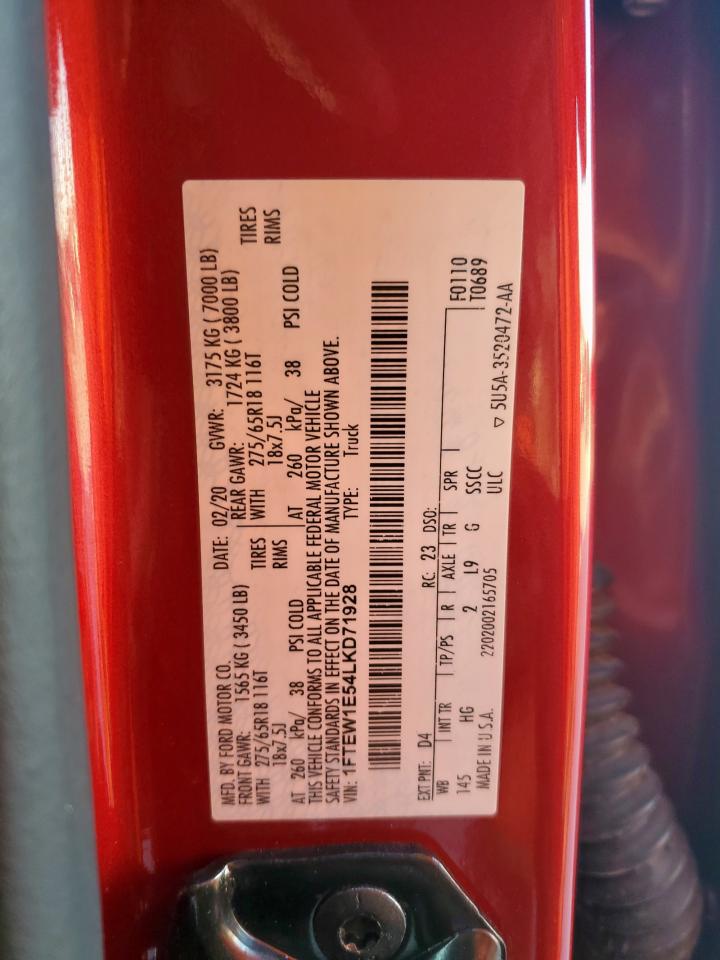 MFD. BY FORD MOTOR CO.
DATE: 02/20 GVWR: 3175 KG ( 7000 LB)
FRONT GAWR: 1565 KG ( 3450 LB)
REAR GAWR: 1724 KG ( 3800 LB)
WITH 275/65R18 116T TIRES
WITH 275/65R18 116T TIRES
18x7.5J RIMS
18x7.5J RIMS
AT 260 kPa/ 38 PSI COLD
AT 260 kPa/ 38 PSI COLD
THIS VEHICLE CONFORMS TO ALL APPLICABLE FEDERAL MOTOR VEHICLE
SAFETY STANDARDS IN EFFECT ON THE DATE OF MANUFACTURE SHOWN ABOVE.
VIN: 1FTEW1E54LKD71928 TYPE: Truck
EXT PNT: D4 RC: 23 DSO:
WB INT TR TP/PS R AXLE TR SPR F0110
145 HG 2 L9 G SSCC T0689
MADE IN U.S.A. 2202002165705 ULC ▽ 5U5A-3520472-AA